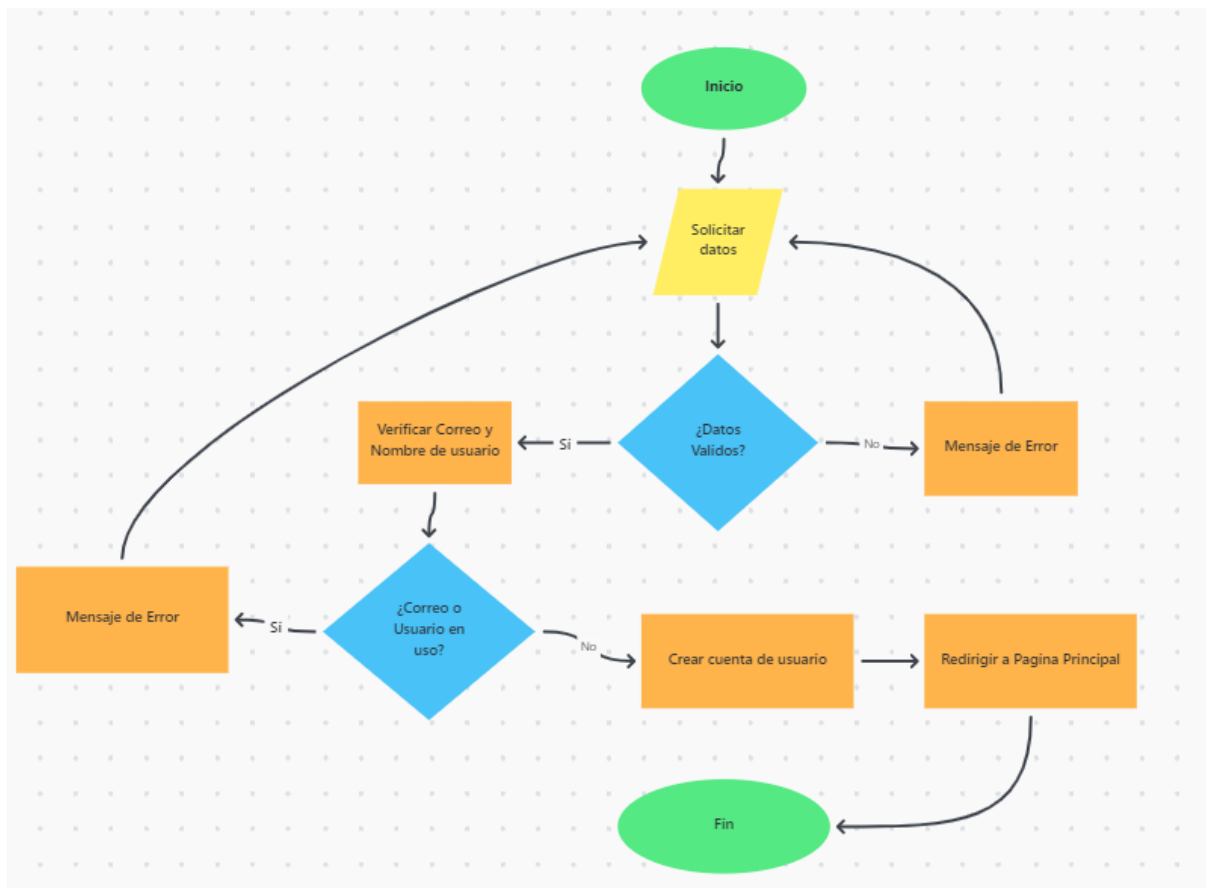 Inicio
Solicitar
datos
¿Datos
Validos?
Si
No
Verificar Correo y
Nombre de usuario
Mensaje de Error
¿Correo o
Usuario en
uso?
Si
No
Mensaje de Error
Crear cuenta de usuario
Redirigir a Pagina Principal
Fin